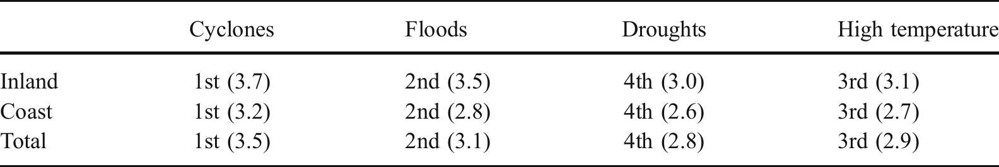 Cyclones Floods Droughts High temperature
Inland 1st (3.7) 2nd (3.5) 4th (3.0) 3rd (3.1)
Coast 1st (3.2) 2nd (2.8) 4th (2.6) 3rd (2.7)
Total 1st (3.5) 2nd (3.1) 4th (2.8) 3rd (2.9)